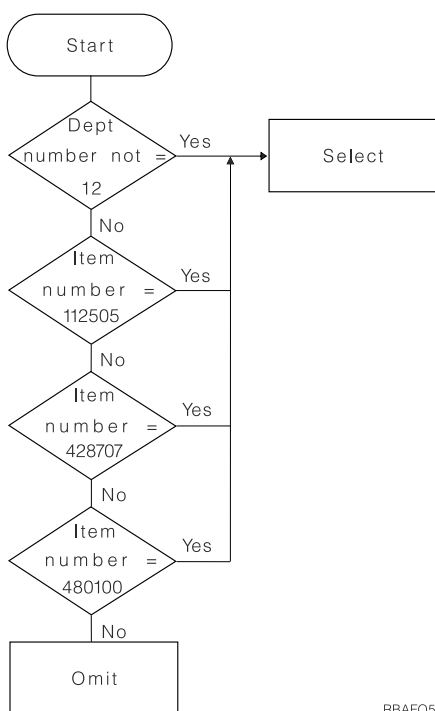 Start
Dept
number not =
12
Yes
Select
No
Item
number =
112505
Yes
No
Item
number =
428707
Yes
No
Item
number =
480100
Yes
No
Omit